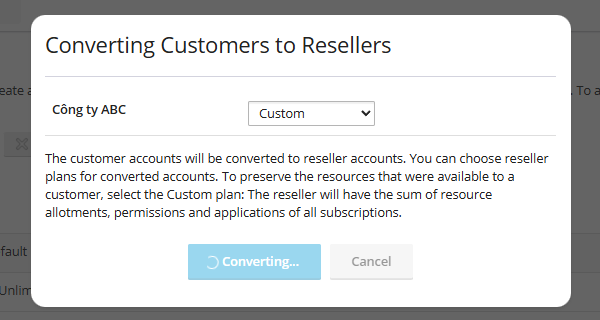 Converting Customers to Resellers
eate a
. To a
Công ty ABC
Custom
The customer accounts will be converted to reseller accounts. You can choose reseller
plans for converted accounts. To preserve the resources that were available to a
customer, select the Custom plan: The reseller will have the sum of resource
allotments, permissions and applications of all subscriptions.
efault
Converting...
Cancel
Unlim